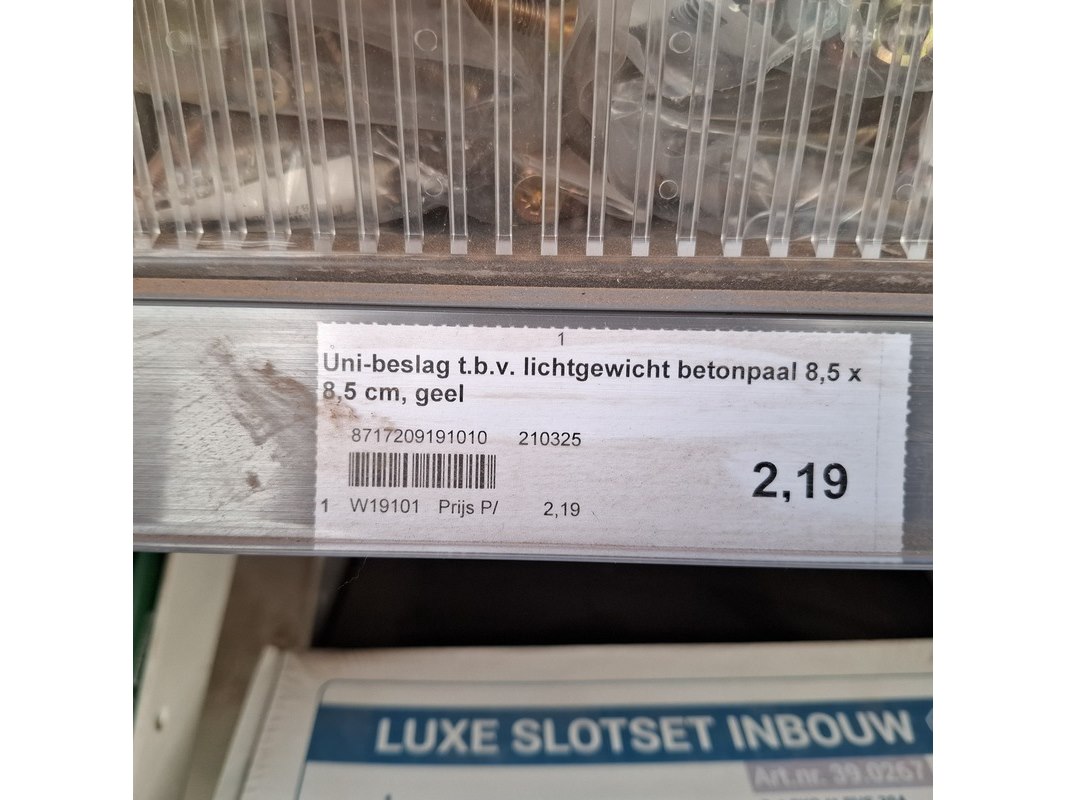 1
Uni-beslag t.b.v. lichtgewicht betonpaal 8,5 x
8,5 cm, geel
8717209191010 210325
2,19
1 W19101 Prijs P/ 2,19
LUXE SLOTSET INBOUW
Art.nr. 39.0267